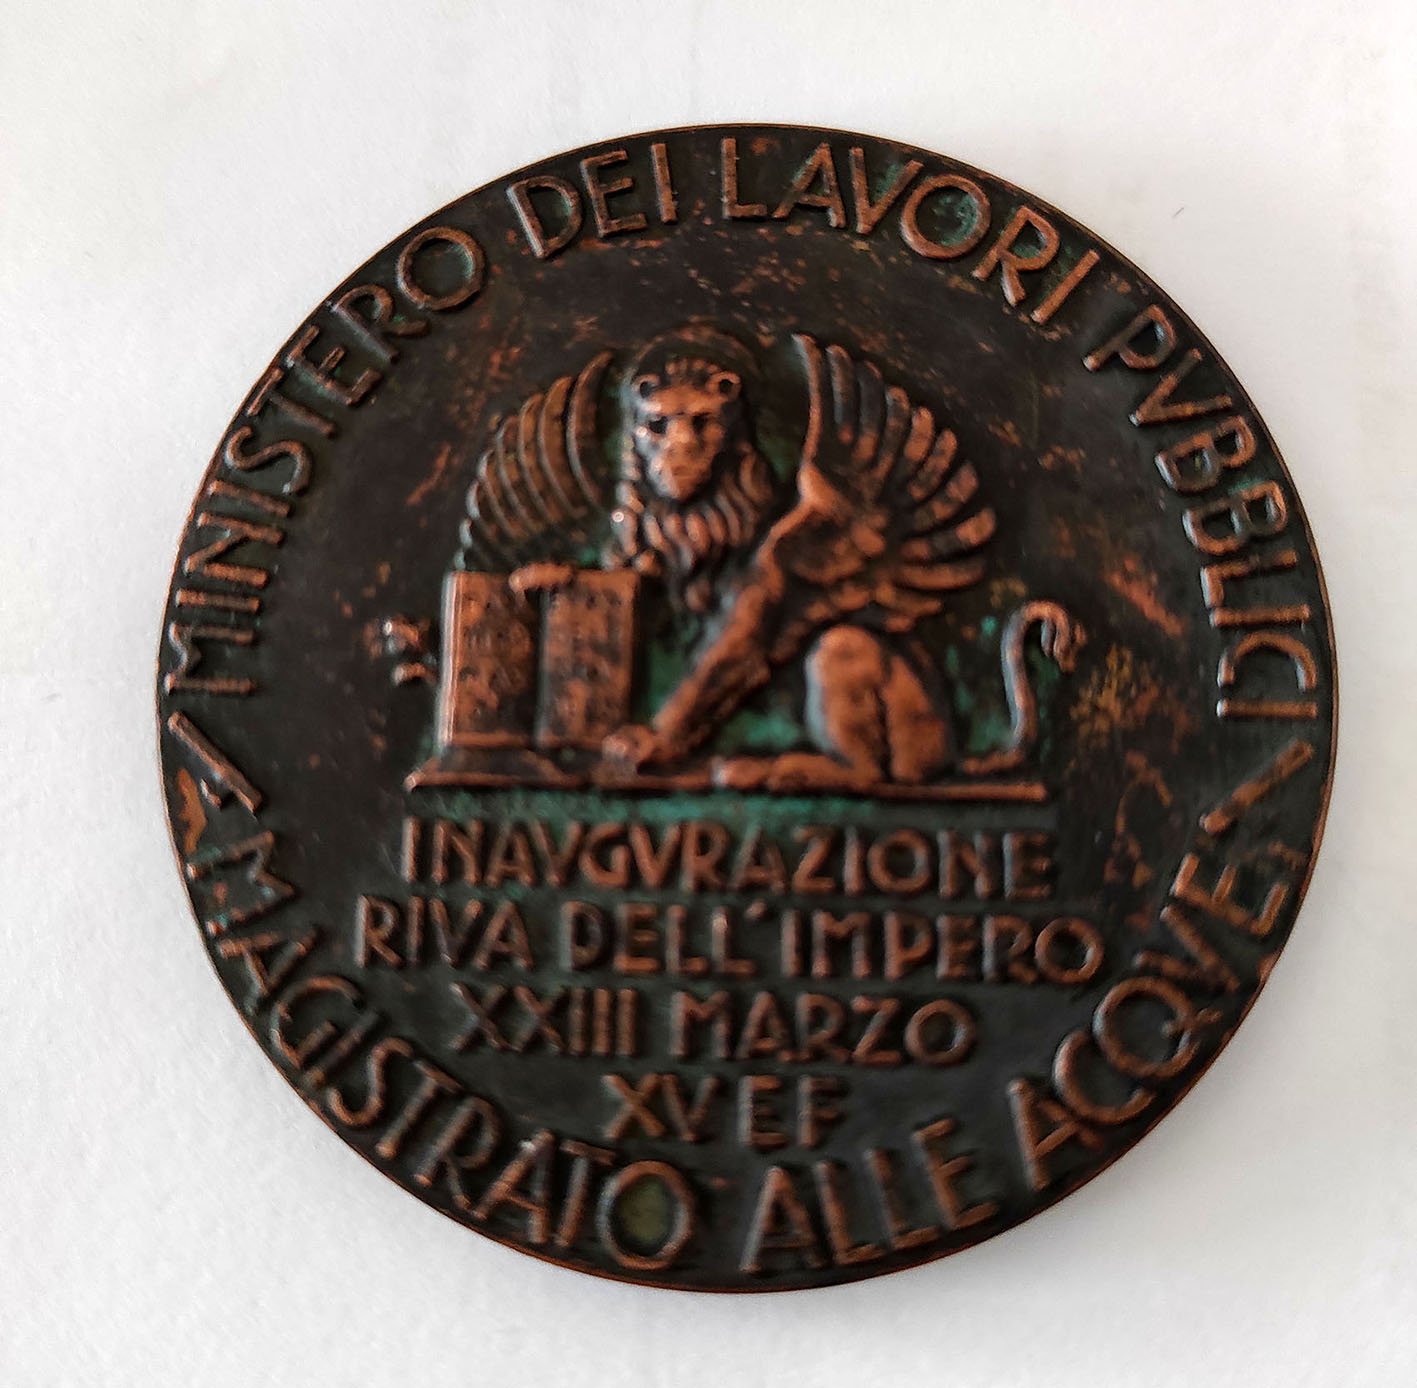 MINISTERO DEI LAVORI PVBBLICI
MAGISTRATO ALLE ACQVE
INAVGVRAZIONE
RIVA DELL'IMPERO
XXIII MARZO
XV EF